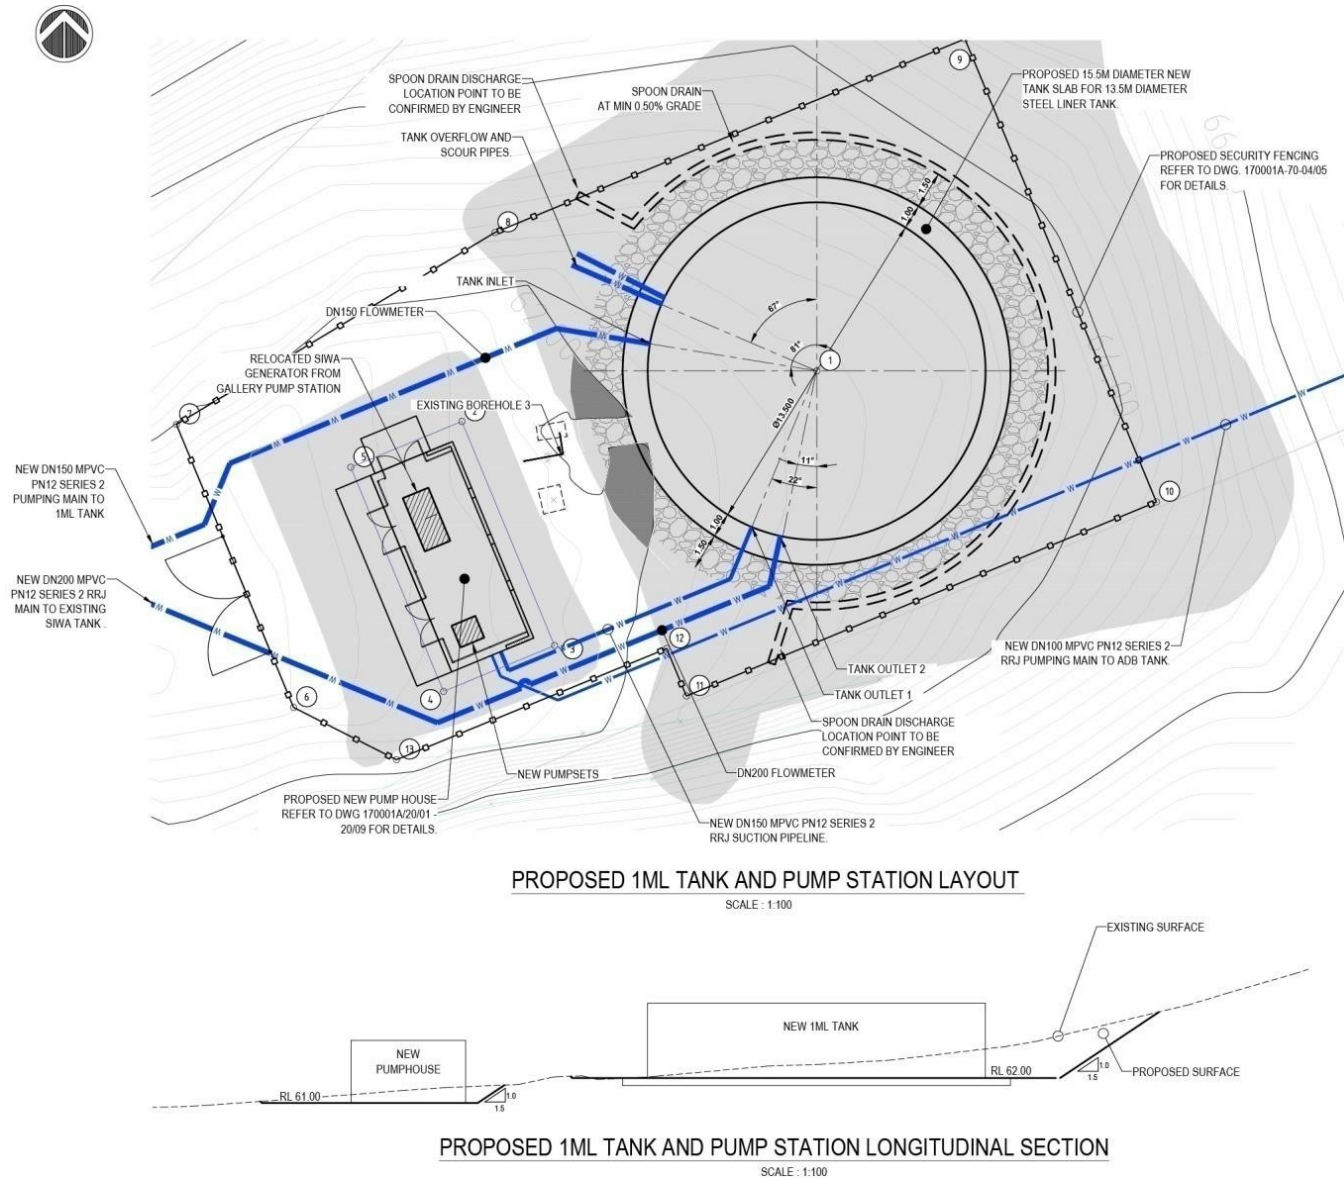 SPOON DRAIN DISCHARGE
LOCATION POINT TO BE
CONFIRMED BY ENGINEER
SPOON DRAIN
AT MIN 0.50% GRADE
TANK OVERFLOW AND
SCOUR PIPES.
9
PROPOSED 15.5M DIAMETER NEW
TANK SLAB FOR 13.5M DIAMETER
STEEL LINER TANK.
PROPOSED SECURITY FENCING
REFER TO DWG. 170001A-70-04/05
FOR DETAILS.
66
1.50
1.00
8
TANK INLET
DN150 FLOWMETER
67°
81°
1
RELOCATED SIWA
GENERATOR FROM
GALLERY PUMP STATION
EXISTING BOREHOLE 3
7
2
5
Ø13.500
11°
22°
1.00
1.50
10
NEW DN150 MPVC
PN12 SERIES 2
PUMPING MAIN TO
1ML TANK
NEW DN200 MPVC
PN12 SERIES 2 RRJ
MAIN TO EXISTING
SIWA TANK .
W
12
3
4
6
11
13
NEW DN100 MPVC PN12 SERIES 2
RRJ PUMPING MAIN TO ADB TANK.
TANK OUTLET 2
TANK OUTLET 1
SPOON DRAIN DISCHARGE
LOCATION POINT TO BE
CONFIRMED BY ENGINEER
DN200 FLOWMETER
NEW PUMPSETS
PROPOSED NEW PUMP HOUSE
REFER TO DWG 170001A/20/01 -
20/09 FOR DETAILS.
NEW DN150 MPVC PN12 SERIES 2
RRJ SUCTION PIPELINE.
PROPOSED 1ML TANK AND PUMP STATION LAYOUT
SCALE : 1:100
EXISTING SURFACE
NEW 1ML TANK
NEW
PUMPHOUSE
RL 61.00
1.0
1.5
RL 62.00
1.0
1.5
PROPOSED SURFACE
PROPOSED 1ML TANK AND PUMP STATION LONGITUDINAL SECTION
SCALE : 1:100